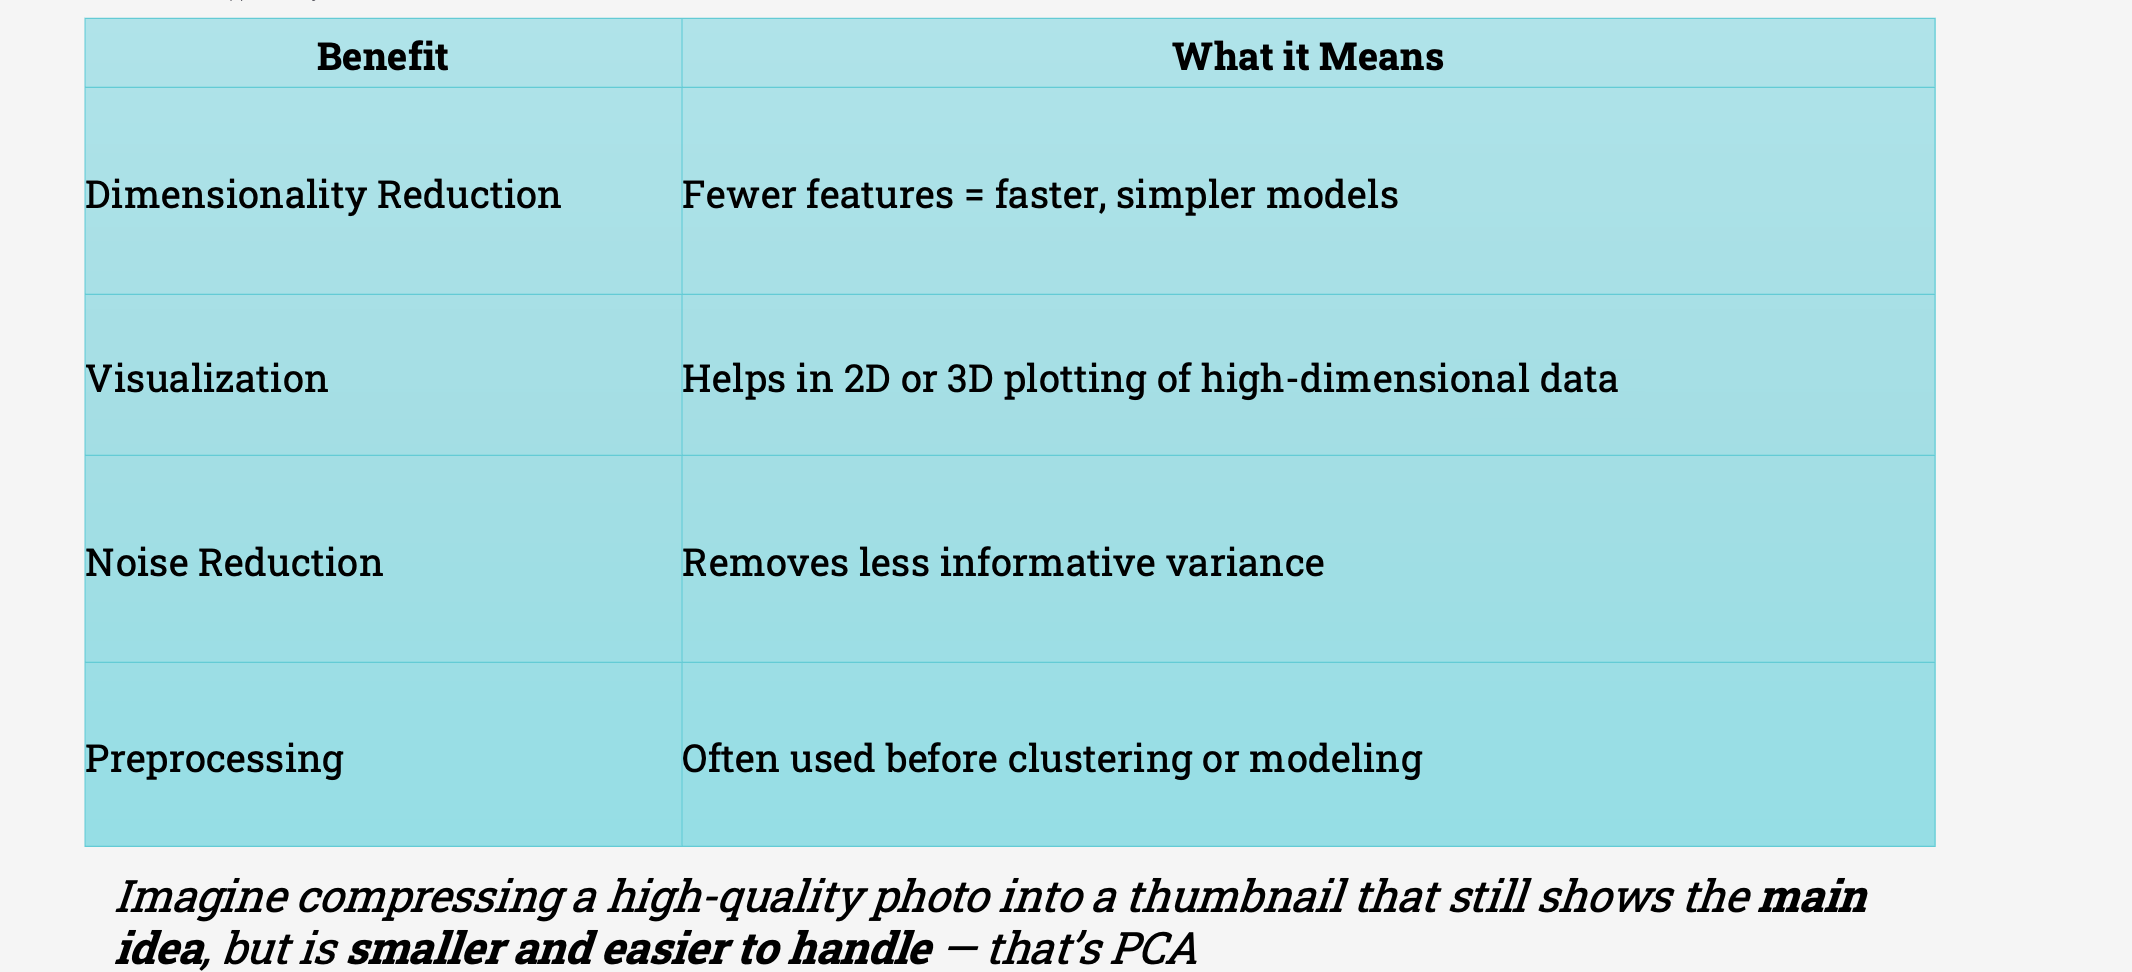 Benefit What it Means
Dimensionality Reduction Fewer features = faster, simpler models
Visualization Helps in 2D or 3D plotting of high-dimensional data
Noise Reduction Removes less informative variance
Preprocessing Often used before clustering or modeling
Imagine compressing a high-quality photo into a thumbnail that still shows the main
idea, but is smaller and easier to handle — that’s PCA